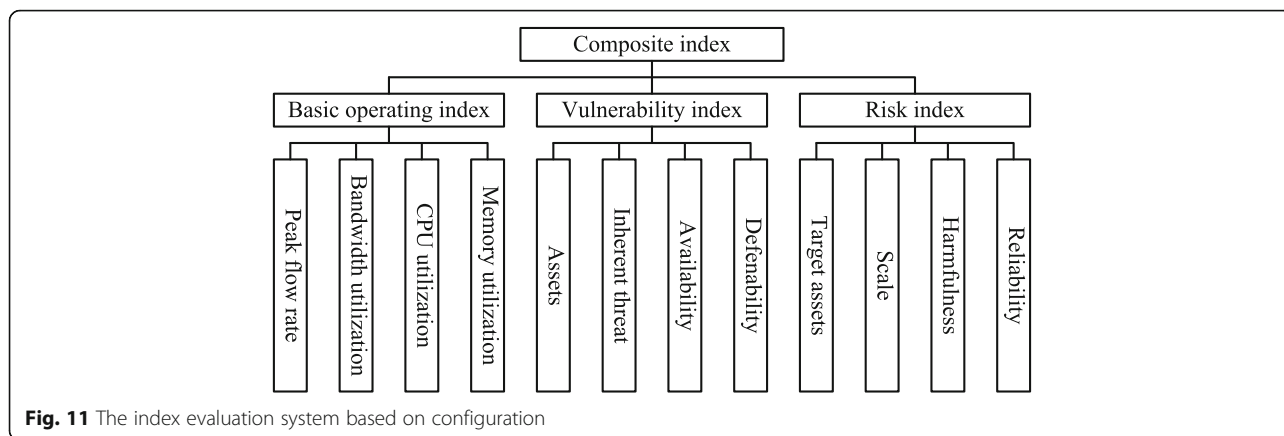 Composite index
Basic operating index
Vulnerability index
Risk index
Peak flow rate
Bandwidth utilization
CPU utilization
Memory utilization
Assets
Inherent threat
Availability
Defenability
Target assets
Scale
Harmfulness
Reliability
Fig. 11 The index evaluation system based on configuration